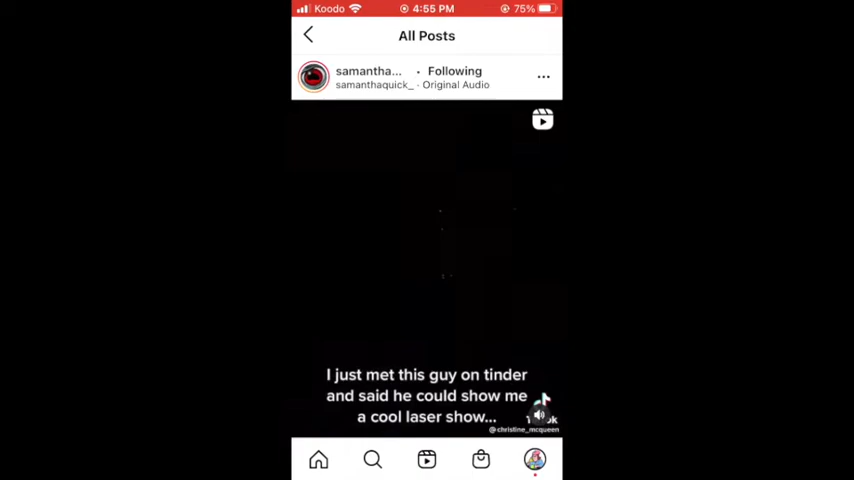 Koodo 4:55 PM 75%
All Posts
samantha... • Following
samanthaquick_ · Original Audio
I just met this guy on tinder
and said he could show me
a cool laser show...
@christine_mcqueen